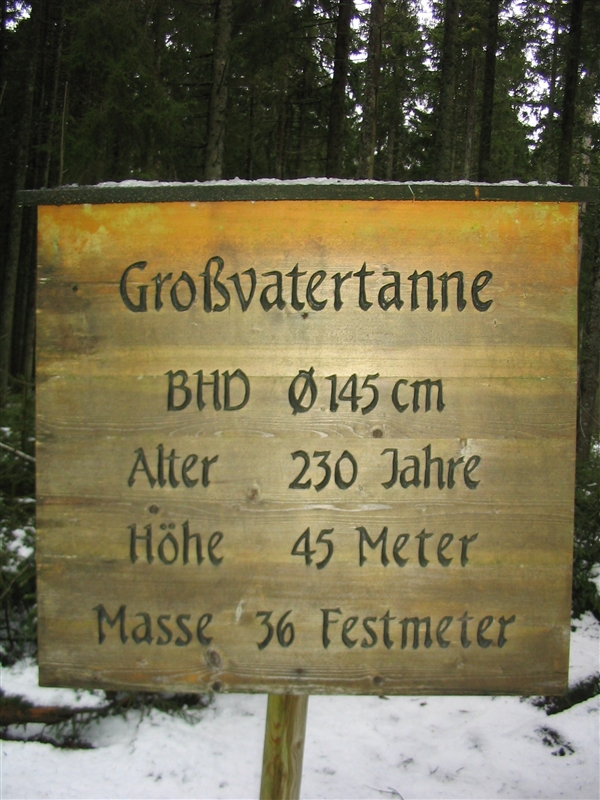 Großvatertanne
BHD Ø 145 cm
Alter 230 Jahre
Höhe 45 Meter
Masse 36 Festmeter